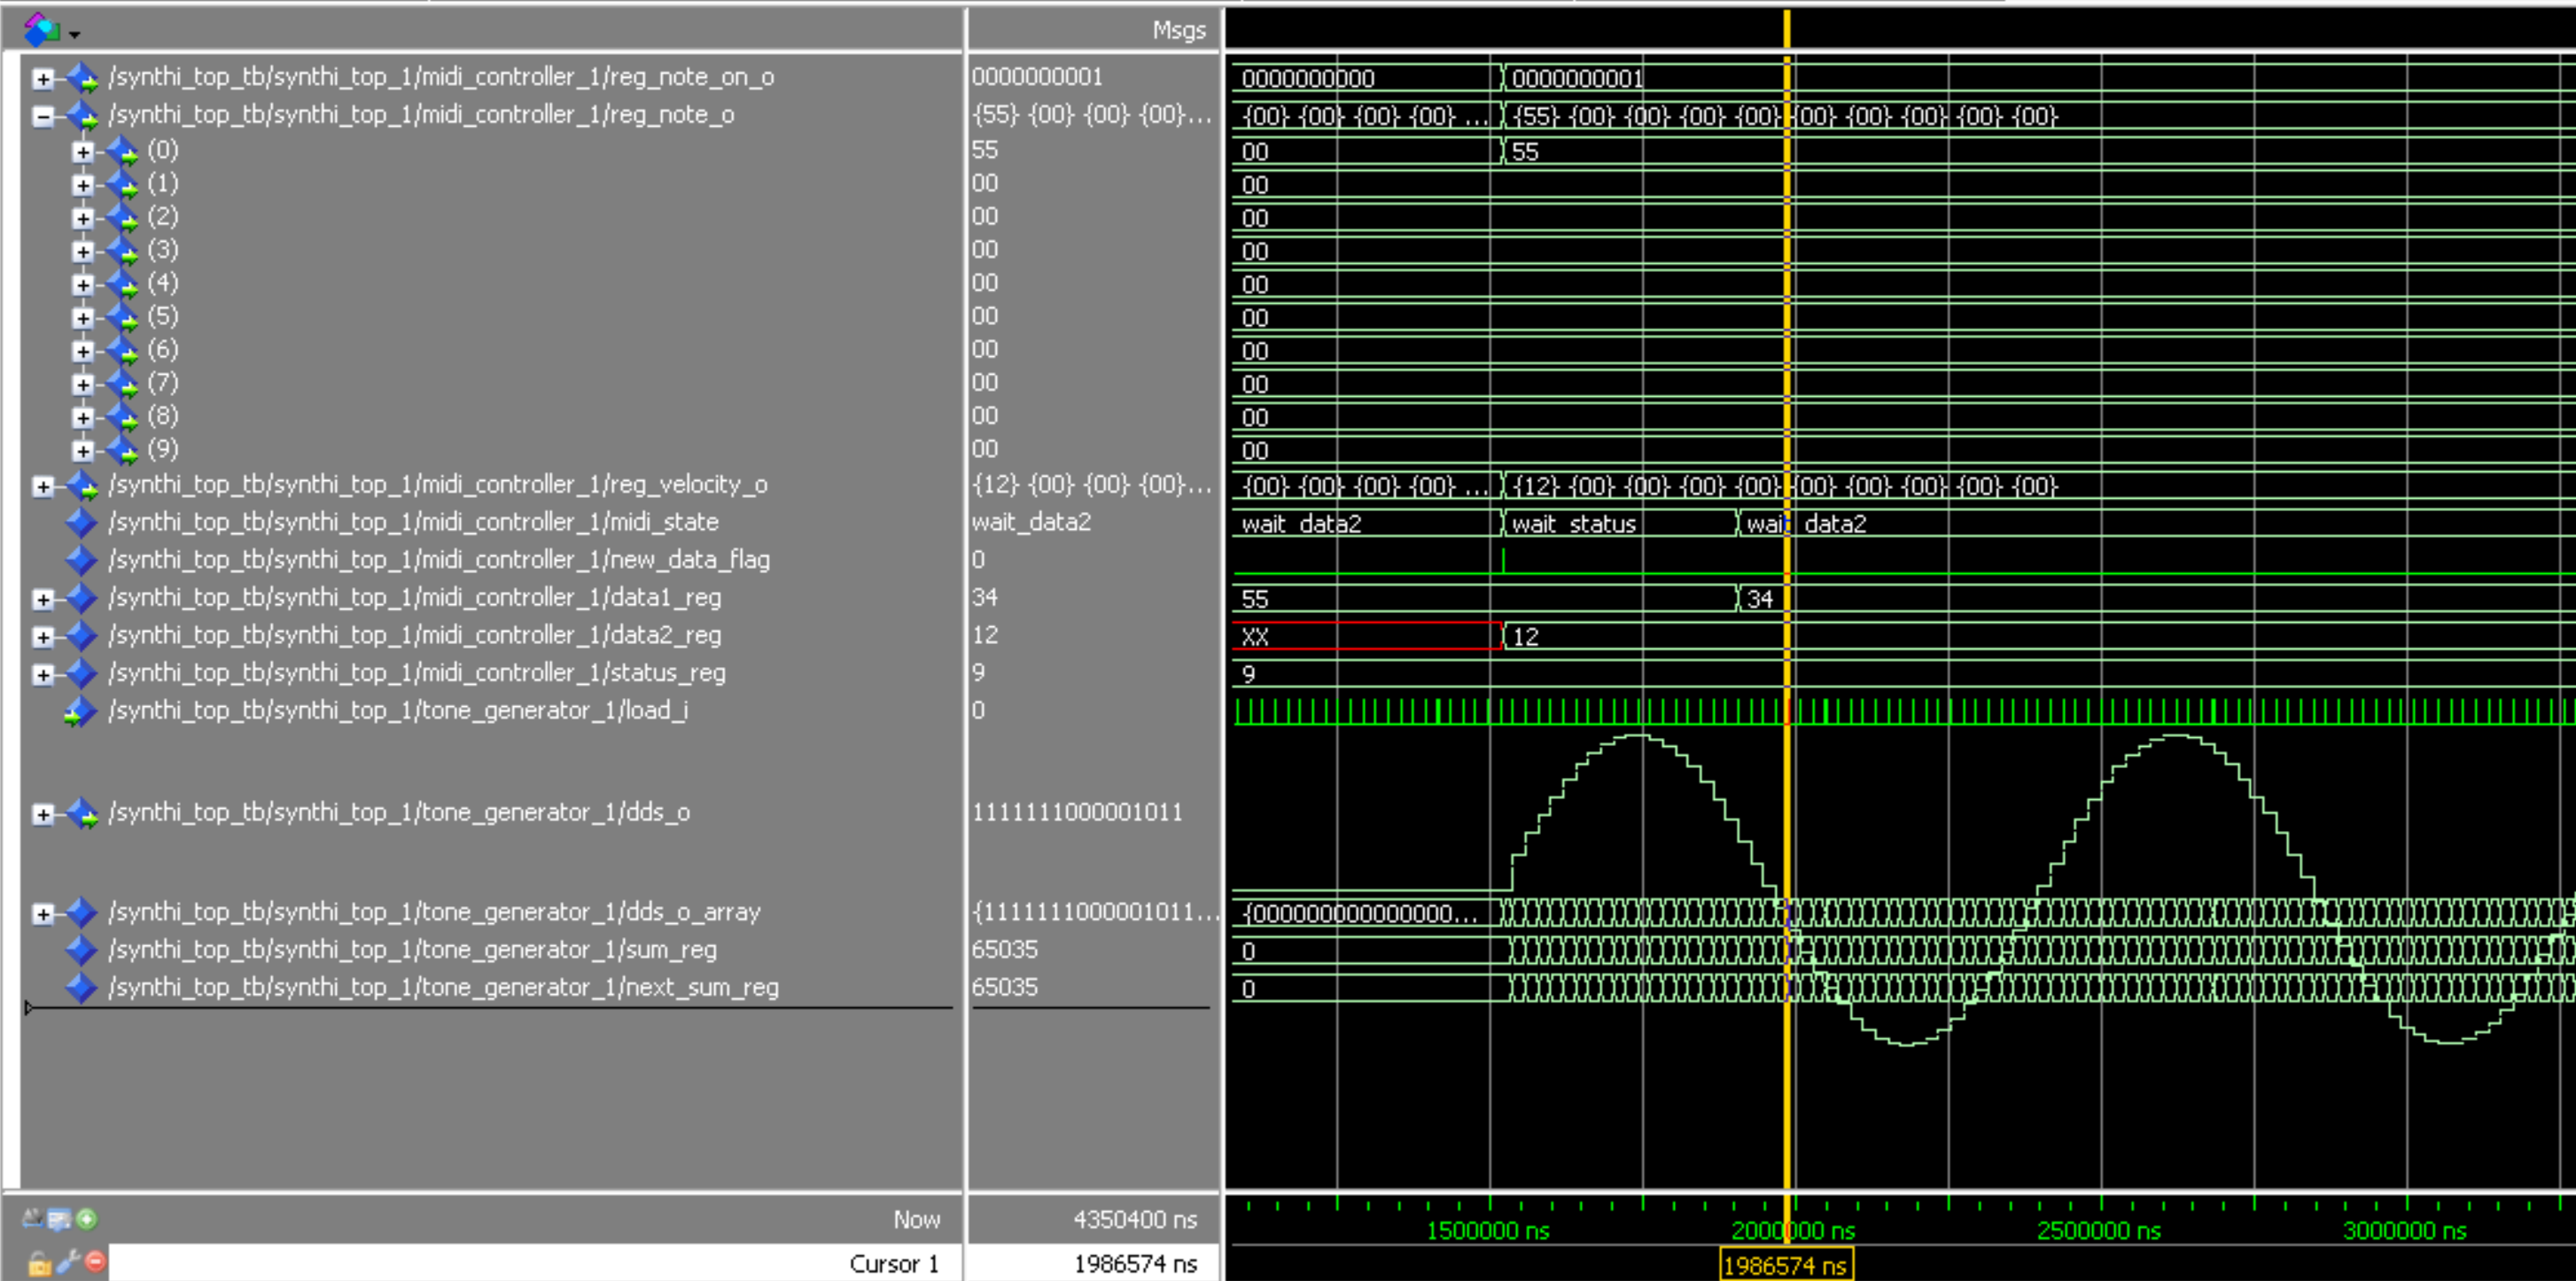 Msgs
/synthi_top_tb/synthi_top_1/midi_controller_1/reg_note_on_o 0000000001 0000000000 0000000001
/synthi_top_tb/synthi_top_1/midi_controller_1/reg_note_o {55} {00} {00} {00}... {00} {00} {00} {00} ... {55} {00} {00} {00} {00} {00} {00} {00} {00} {00}
(0) 55 00 55
(1) 00 00
(2) 00 00
(3) 00 00
(4) 00 00
(5) 00 00
(6) 00 00
(7) 00 00
(8) 00 00
(9) 00 00
/synthi_top_tb/synthi_top_1/midi_controller_1/reg_velocity_o {12} {00} {00} {00}... {00} {00} {00} {00} ... {12} {00} {00} {00} {00} {00} {00} {00} {00} {00}
/synthi_top_tb/synthi_top_1/midi_controller_1/midi_state wait_data2 wait_data2 wait_status wait_data2
/synthi_top_tb/synthi_top_1/midi_controller_1/new_data_flag 0
/synthi_top_tb/synthi_top_1/midi_controller_1/data1_reg 34 55 34
/synthi_top_tb/synthi_top_1/midi_controller_1/data2_reg 12 XX 12
/synthi_top_tb/synthi_top_1/midi_controller_1/status_reg 9 9
/synthi_top_tb/synthi_top_1/tone_generator_1/load_i 0
/synthi_top_tb/synthi_top_1/tone_generator_1/dds_o 1111111000001011
/synthi_top_tb/synthi_top_1/tone_generator_1/dds_o_array {1111111000001011... {0000000000000000...
/synthi_top_tb/synthi_top_1/tone_generator_1/sum_reg 65035 0
/synthi_top_tb/synthi_top_1/tone_generator_1/next_sum_reg 65035 0
Now 4350400 ns 1500000 ns 2000000 ns 2500000 ns 3000000 ns
Cursor 1 1986574 ns 1986574 ns